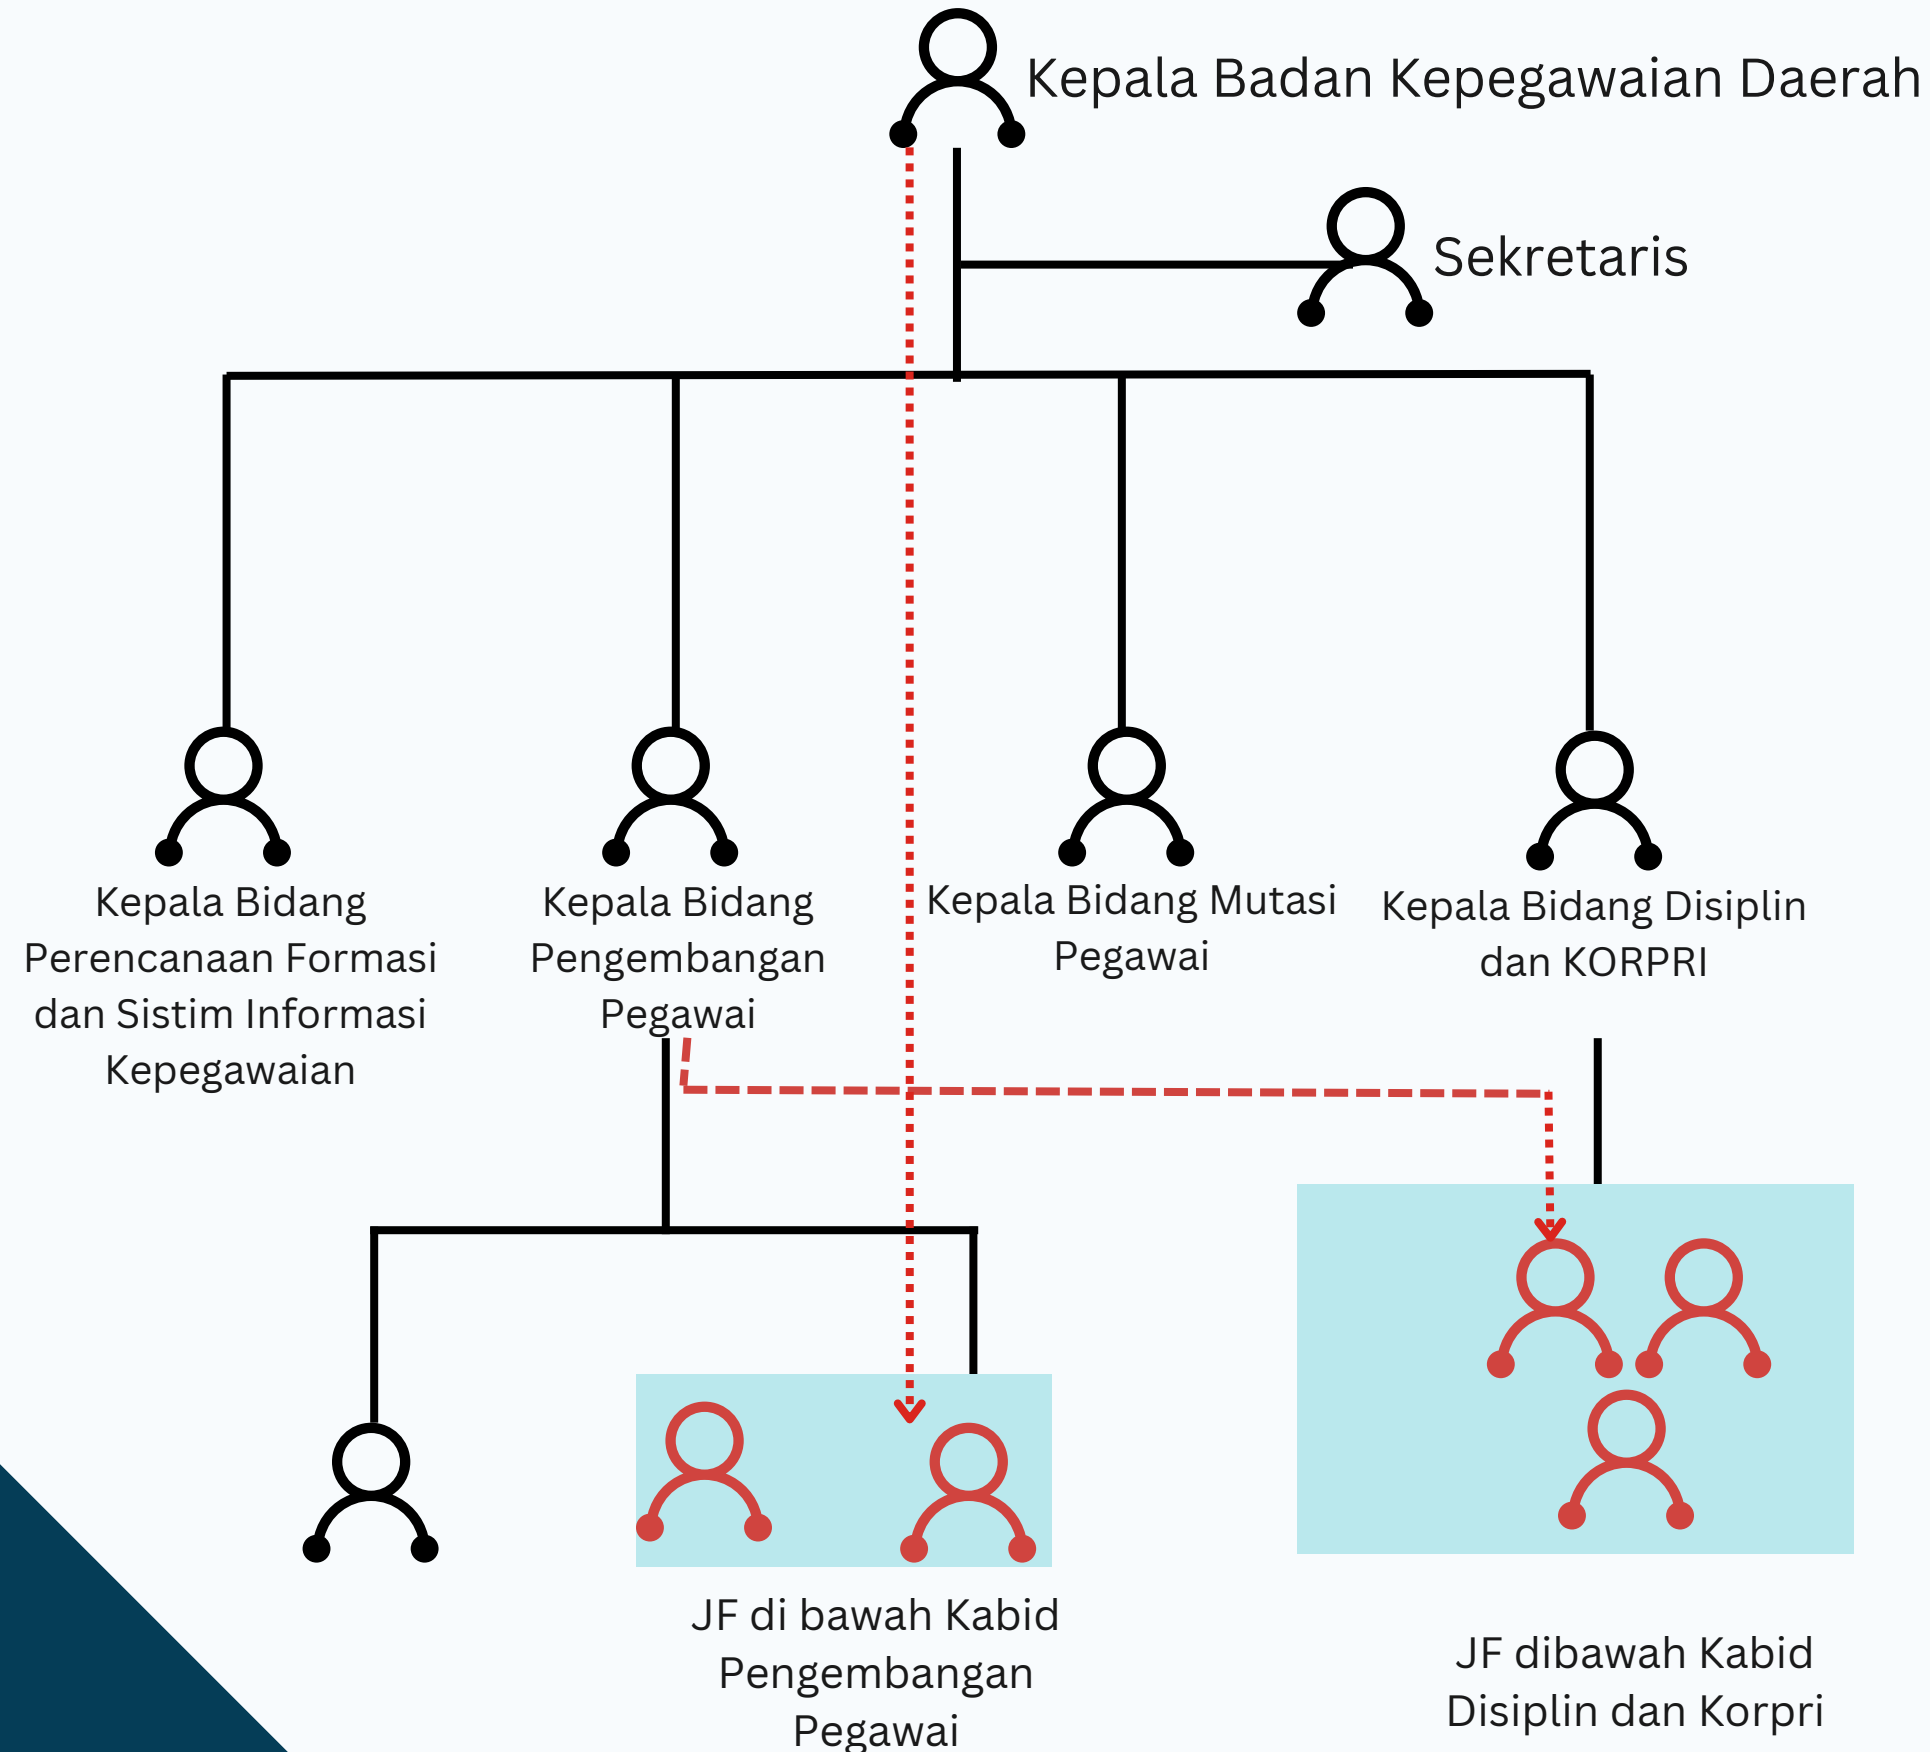 Kepala Badan Kepegawaian Daerah
Sekretaris
Kepala Bidang
Perencanaan Formasi
dan Sistim Informasi
Kepegawaian
Kepala Bidang
Pengembangan
Pegawai
Kepala Bidang Mutasi
Pegawai
Kepala Bidang Disiplin
dan KORPRI
JF di bawah Kabid
Pengembangan
Pegawai
JF dibawah Kabid
Disiplin dan Korpri